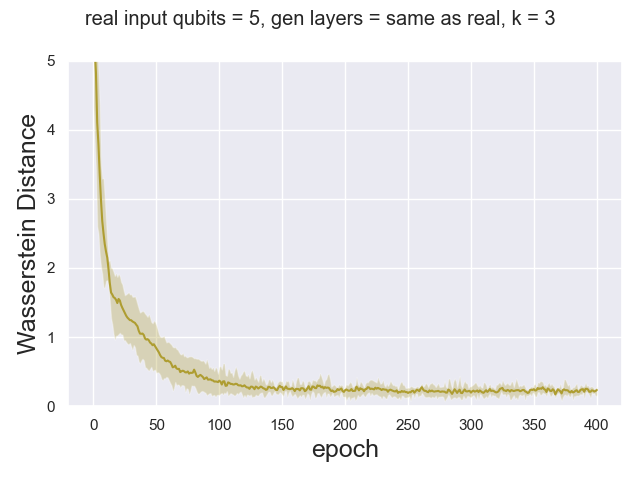 real input qubits = 5, gen layers = same as real, k = 3
5
4
3
2
1
0
Wasserstein Distance
0 50 100 150 200 250 300 350 400
epoch